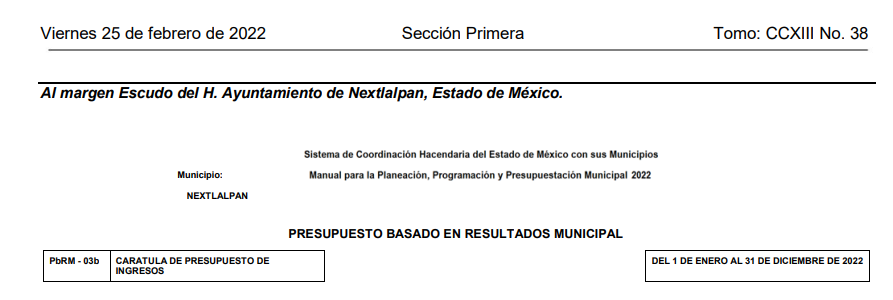 Viernes 25 de febrero de 2022 Sección Primera Tomo: CCXIII No. 38
Al margen Escudo del H. Ayuntamiento de Nextlalpan, Estado de México.
Sistema de Coordinación Hacendaria del Estado de México con sus Municipios
Municipio: Manual para la Planeación, Programación y Presupuestación Municipal 2022
NEXTLALPAN
PRESUPUESTO BASADO EN RESULTADOS MUNICIPAL
PbRM - 03b CARATULA DE PRESUPUESTO DE DEL 1 DE ENERO AL 31 DE DICIEMBRE DE 2022
INGRESOS